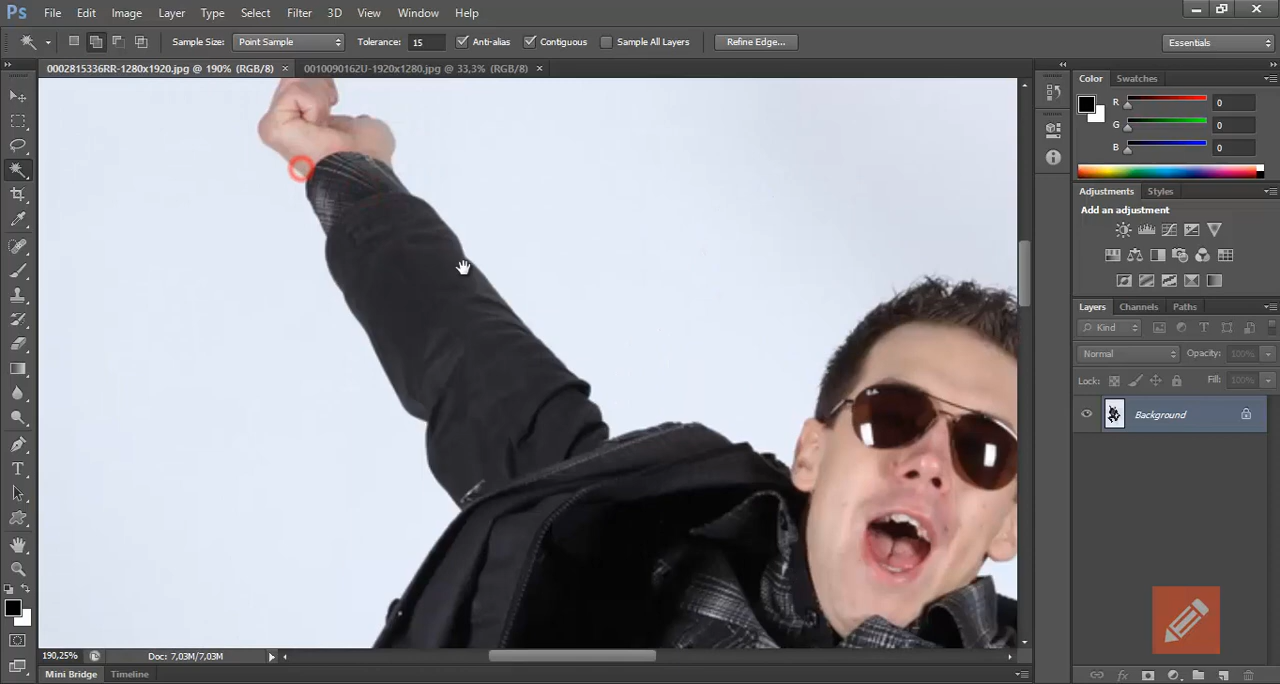 Ps File Edit Image Layer Type Select Filter 3D View Window Help
Sample Size: Point Sample Tolerance: 15 Anti-alias Contiguous Sample All Layers Refine Edge... Essentials
0002815336RR-1280x1920.jpg @ 190% (RGB/8) × 0010090162U-1920x1280.jpg @ 33,3% (RGB/8) ×
Color Swatches
R 0
G 0
B 0
Adjustments Styles
Add an adjustment
Layers Channels Paths
Kind
Normal Opacity: 100%
Lock: Fill: 100%
Background
190,25% Doc: 7,03M/7,03M
Mini Bridge Timeline